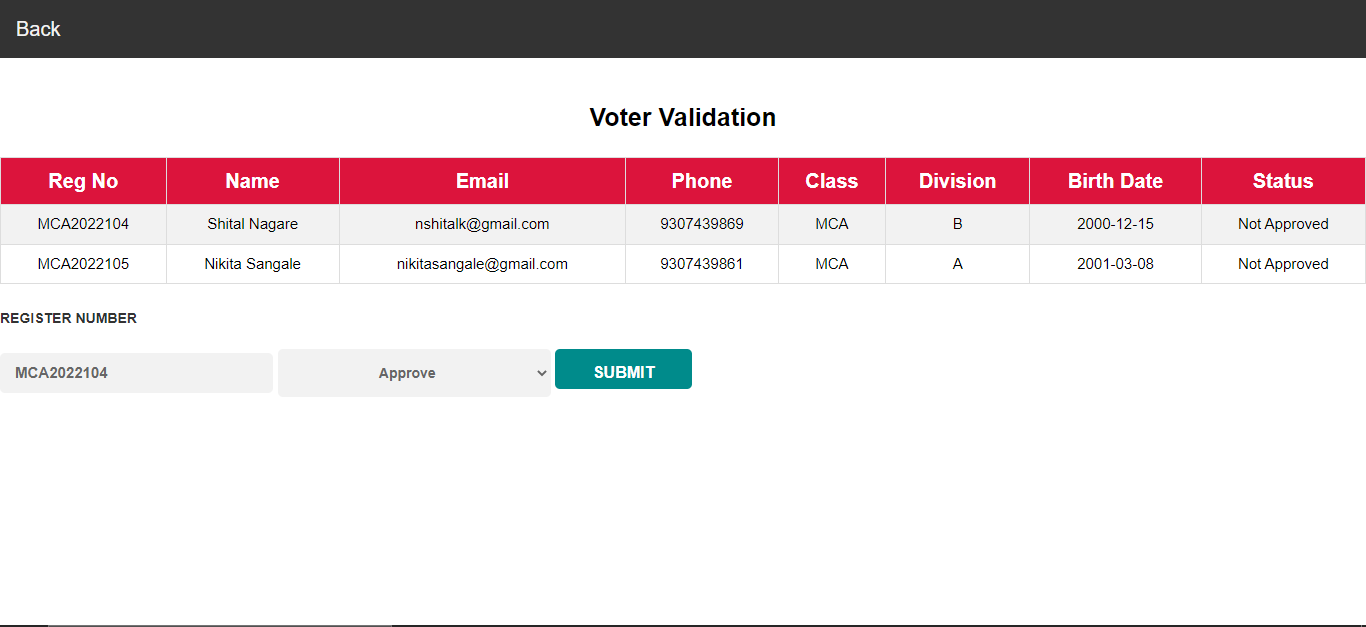 Back
Voter Validation
Reg No Name Email Phone Class Division Birth Date Status
MCA2022104 Shital Nagare nshitalk@gmail.com 9307439869 MCA B 2000-12-15 Not Approved
MCA2022105 Nikita Sangale nikitasangale@gmail.com 9307439861 MCA A 2001-03-08 Not Approved
REGISTER NUMBER
MCA2022104 Approve SUBMIT